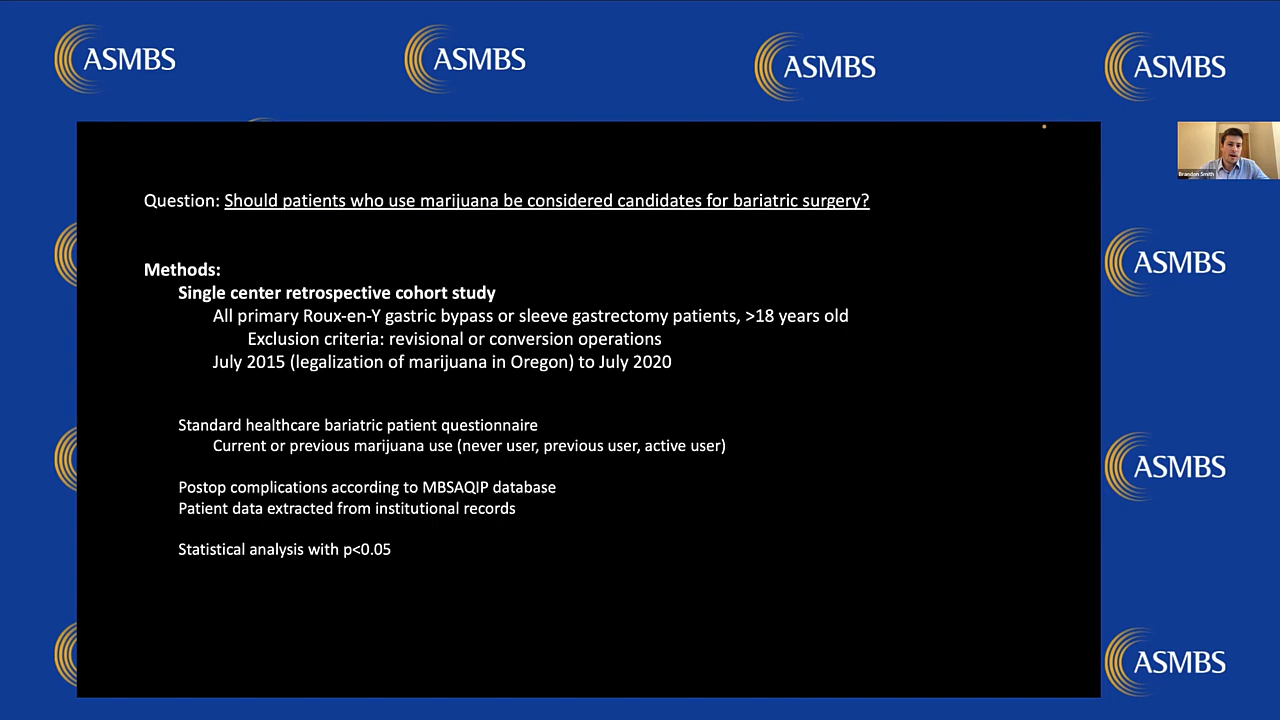 ASMBS
ASMBS
ASMBS
ASMBS
Brandon Smith
Question: Should patients who use marijuana be considered candidates for bariatric surgery?
Methods:
Single center retrospective cohort study
All primary Roux-en-Y gastric bypass or sleeve gastrectomy patients, >18 years old
Exclusion criteria: revisional or conversion operations
July 2015 (legalization of marijuana in Oregon) to July 2020
Standard healthcare bariatric patient questionnaire
Current or previous marijuana use (never user, previous user, active user)
Postop complications according to MBSAQIP database
Patient data extracted from institutional records
Statistical analysis with p<0.05
ASMBS
ASMBS
ASMBS